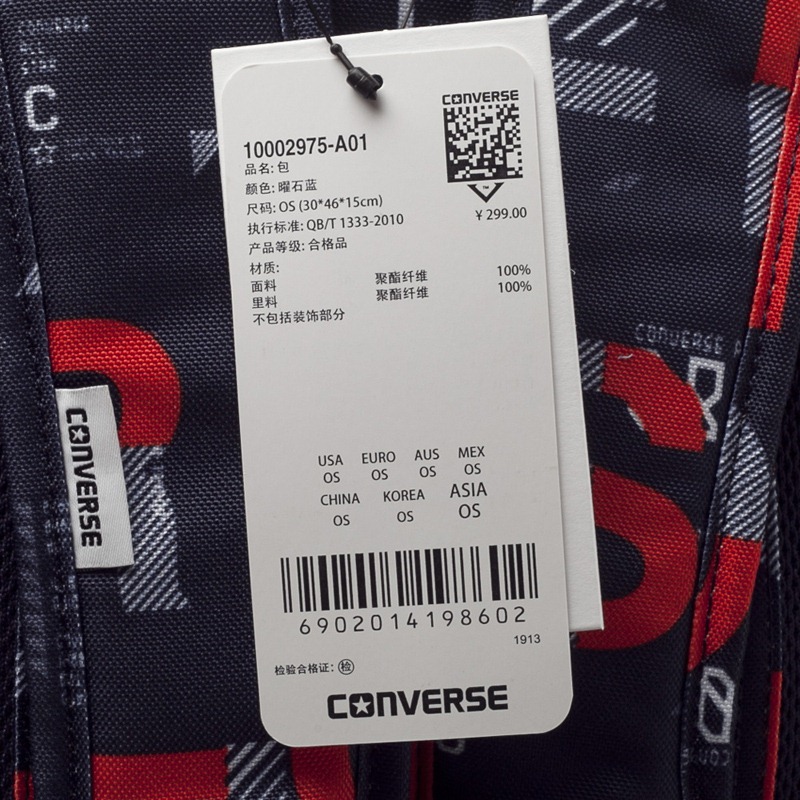 CONVERSE
10002975-A01
品名: 包
颜色: 曜石蓝
尺码: OS (30*46*15cm)
¥ 299.00
执行标准: QB/T 1333-2010
产品等级: 合格品
材质:
面料 聚酯纤维 100%
里料 聚酯纤维 100%
不包括装饰部分
USA EURO AUS MEX
OS OS OS OS
CHINA KOREA ASIA
OS OS OS
6902014198602
1913
检验合格证: 检
CONVERSE
CONVERSE
CONVERSE
C